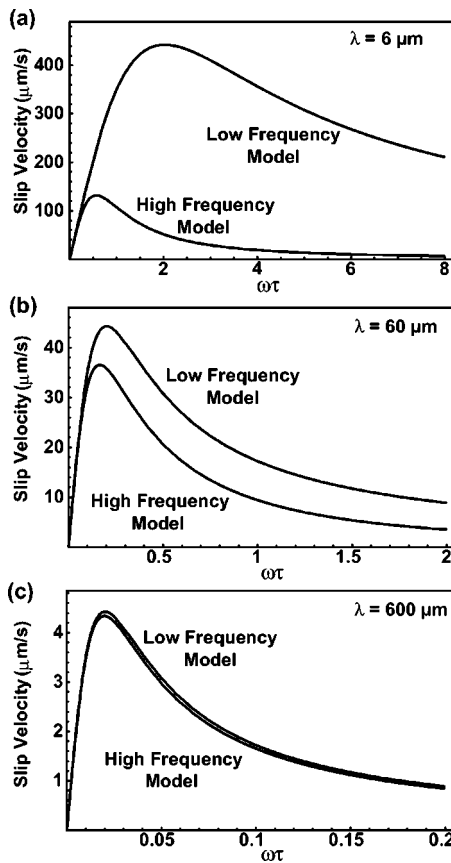 (a)
λ = 6 μm
Slip Velocity (μm/s)
400
300
200
100
Low Frequency
Model
High Frequency
Model
2
4
6
8
ωτ
(b)
λ = 60 μm
Slip Velocity (μm/s)
40
30
20
10
Low Frequency
Model
High Frequency
Model
0.5
1
1.5
2
ωτ
(c)
λ = 600 μm
Slip Velocity (μm/s)
4
3
2
1
Low Frequency
Model
High Frequency
Model
0.05
0.1
0.15
0.2
ωτ